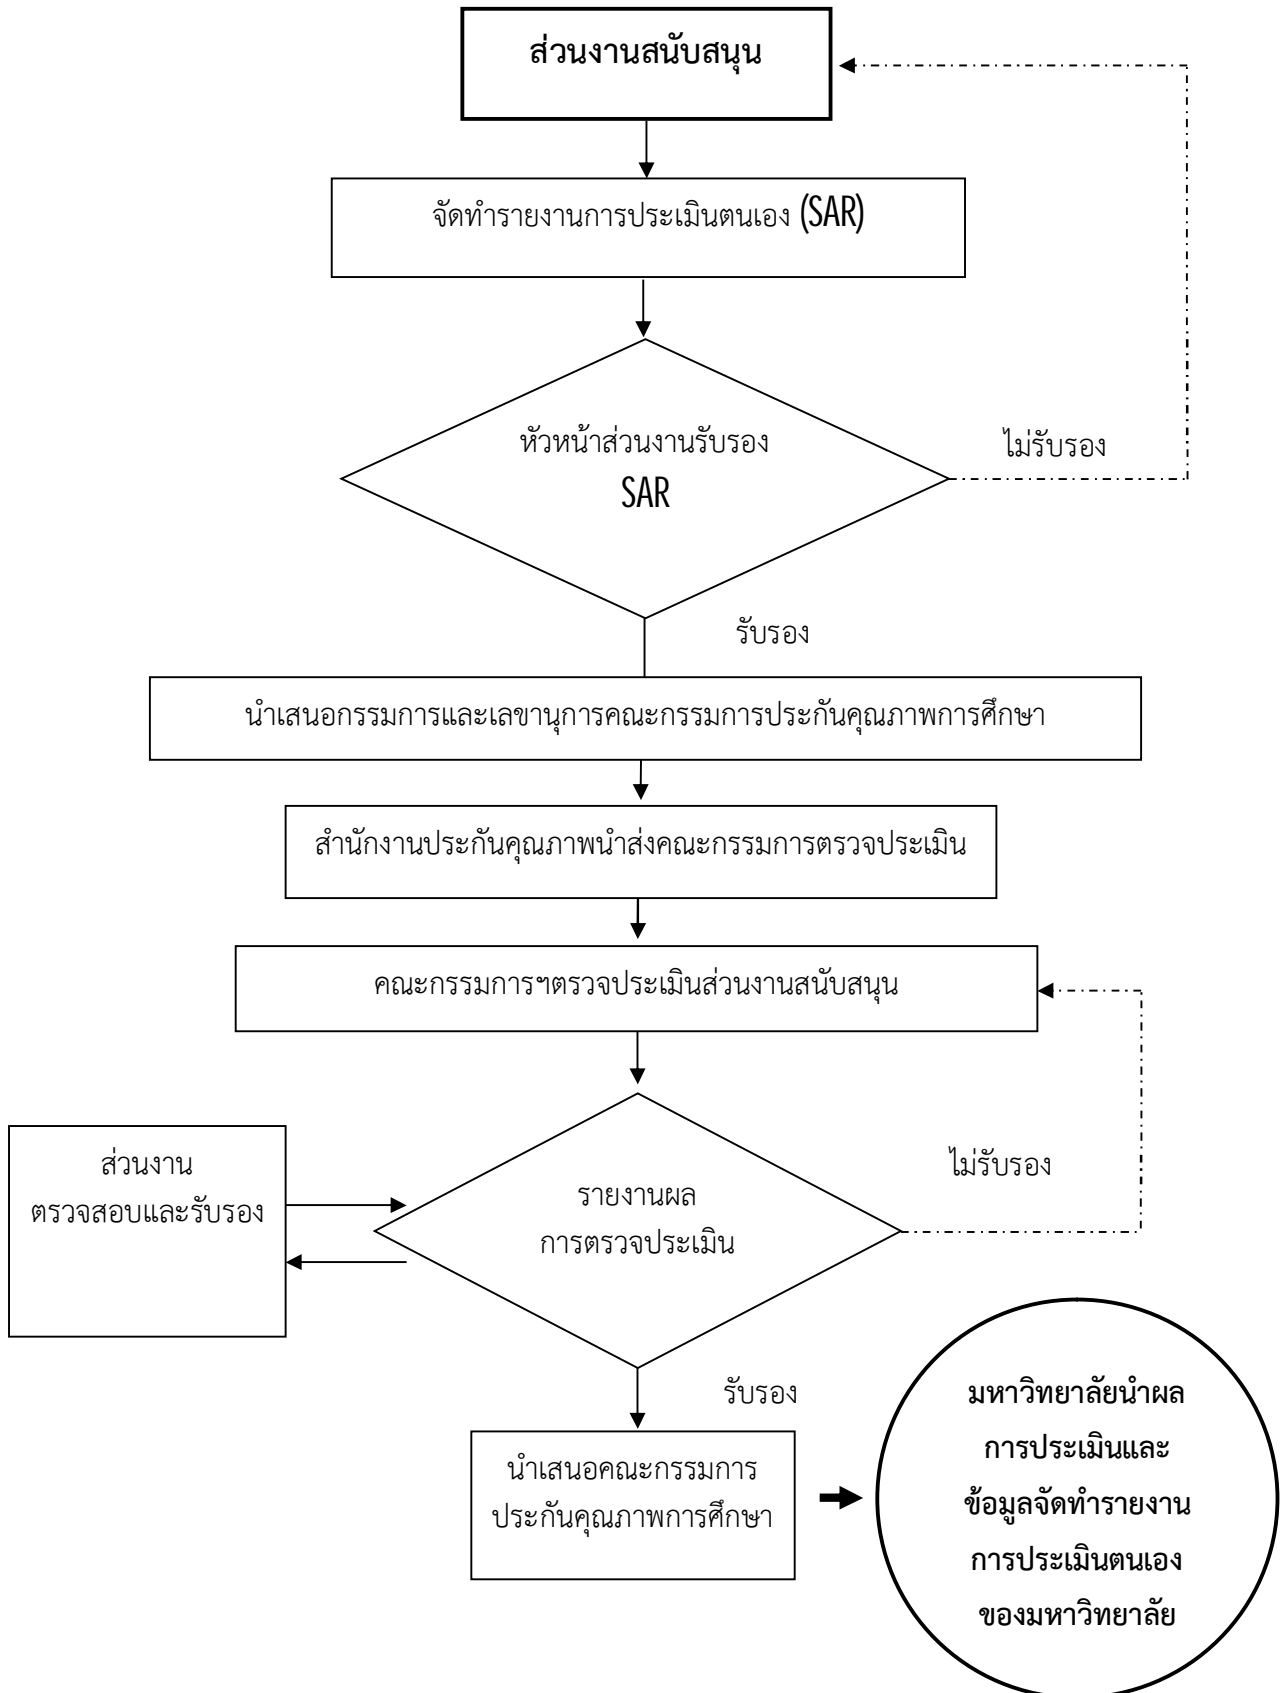 ส่วนงานสนับสนุน
จัดทำรายงานการประเมินตนเอง (SAR)
หัวหน้าส่วนงานรับรอง
SAR
ไม่รับรอง
รับรอง
นำเสนอกรรมการและเลขานุการคณะกรรมการประกันคุณภาพการศึกษา
สำนักงานประกันคุณภาพนำส่งคณะกรรมการตรวจประเมิน
คณะกรรมการฯตรวจประเมินส่วนงานสนับสนุน
ส่วนงาน
ตรวจสอบและรับรอง
รายงานผล
การตรวจประเมิน
ไม่รับรอง
รับรอง
นำเสนอคณะกรรมการ
ประกันคุณภาพการศึกษา
มหาวิทยาลัยนำผล
การประเมินและ
ข้อมูลจัดทำรายงาน
การประเมินตนเอง
ของมหาวิทยาลัย